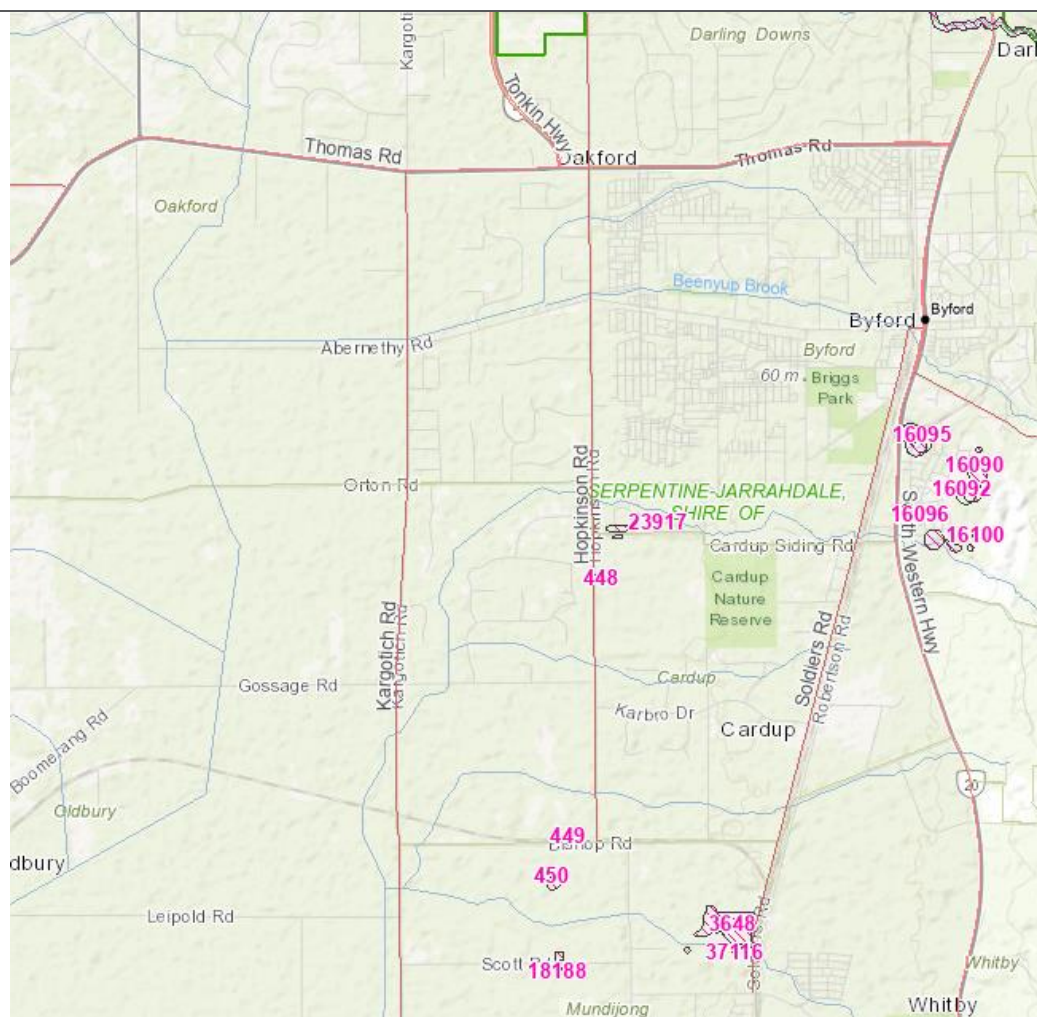 Darling Downs
Darl
Kargoti
Tonkin Hwy
Thomas Rd
Oakford
Thomas Rd
Oakford
Beenyup Brook
Byford
Byford
Abernethy Rd
Byford
60 m
Briggs
Park
16095
16090
Orton Rd
16092
SERPENTINE-JARRAHDALE,
SHIRE OF
Hopkinson Rd
Hopkinson Rd
23917
16096
16100
South Western Hwy
Cardup Siding Rd
448
Cardup
Nature
Reserve
Kargotich Rd
Kargotich Rd
Soldiers Rd
Robertson Rd
Gossage Rd
Cardup
Karbro Dr
Boomerang Rd
Cardup
20
Oldbury
449
Bishop Rd
dbury
450
Leipold Rd
3648
37116
Soldiers Rd
Scott Rd
18188
Whitby
Mundijong
Whitby